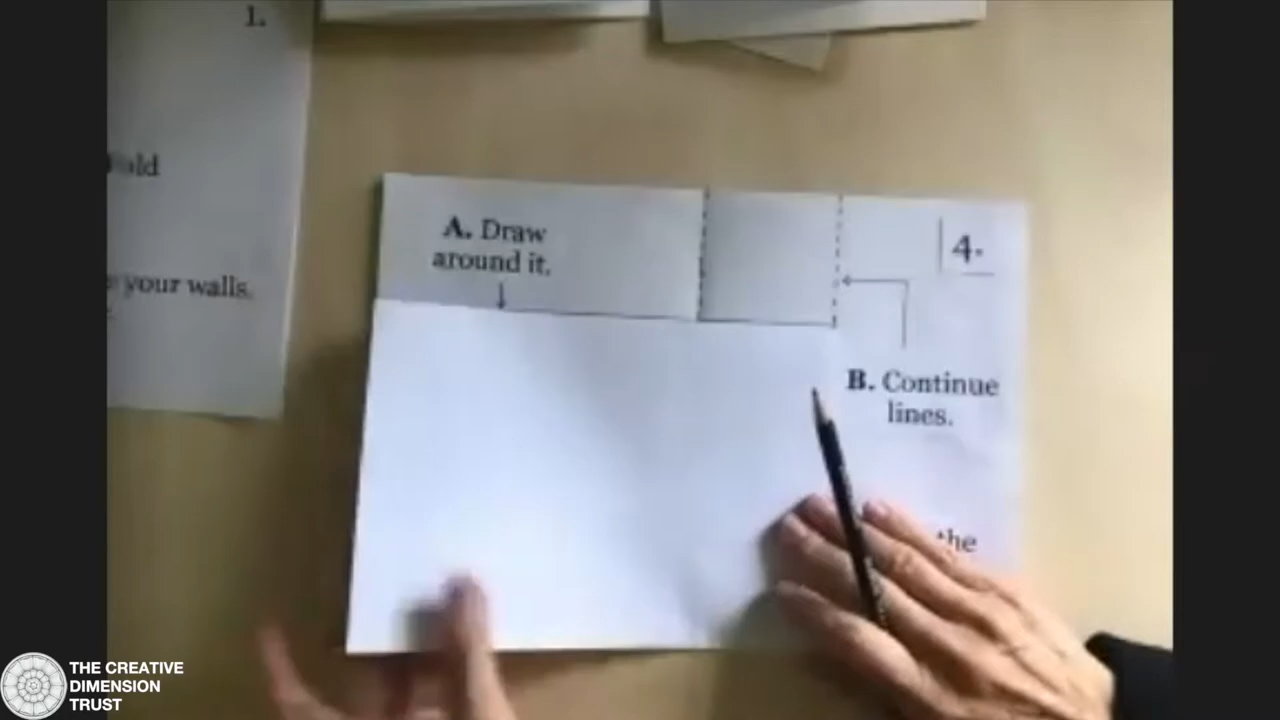 1.
your walls.
A. Draw
around it.
4.
B. Continue
lines.
the
THE CREATIVE
DIMENSION
TRUST